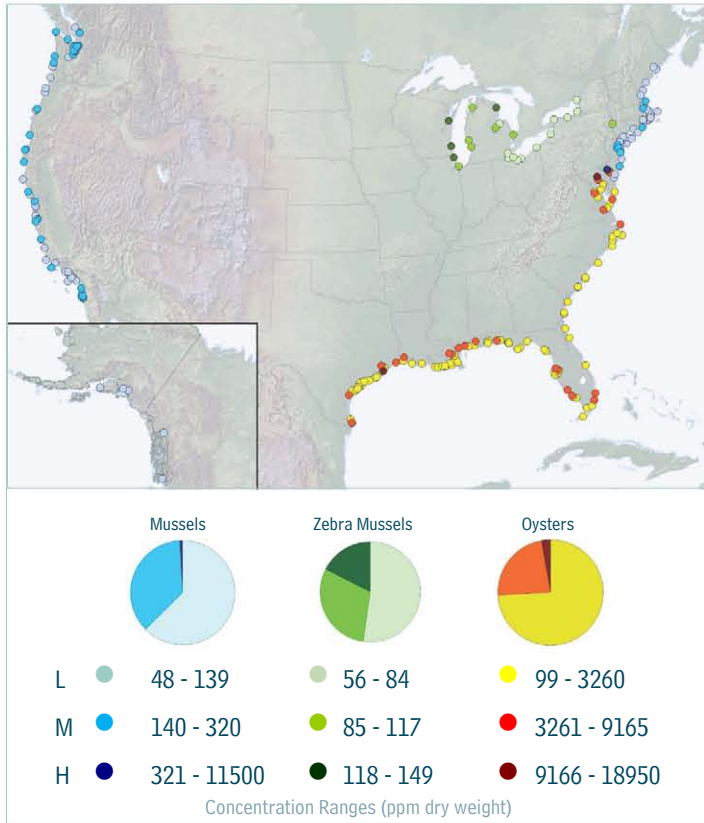 Mussels Zebra Mussels Oysters
L 48 - 139 56 - 84 99 - 3260
M 140 - 320 85 - 117 3261 - 9165
H 321 - 11500 118 - 149 9166 - 18950
Concentration Ranges (ppm dry weight)